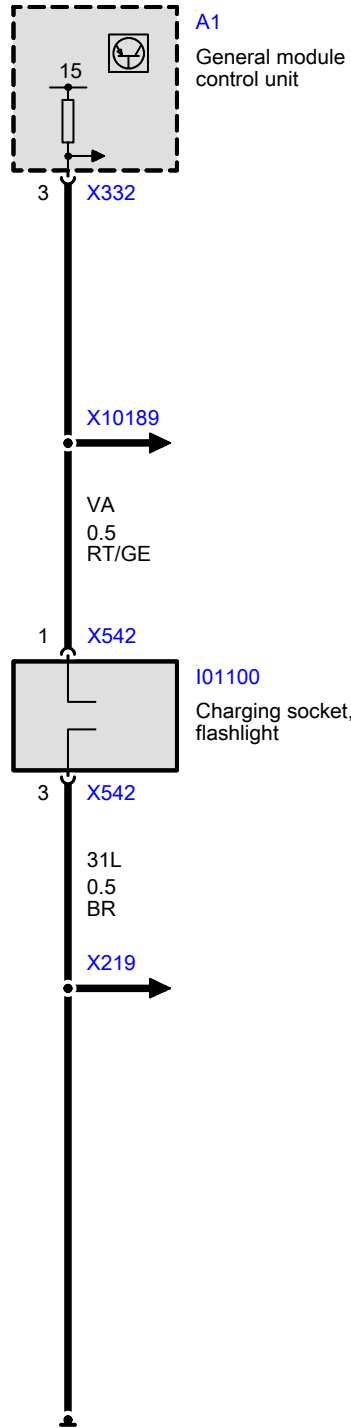 A1
General module
control unit
15
3 X332
X10189
VA
0.5
RT/GE
1 X542
I01100
Charging socket,
flashlight
3 X542
31L
0.5
BR
X219